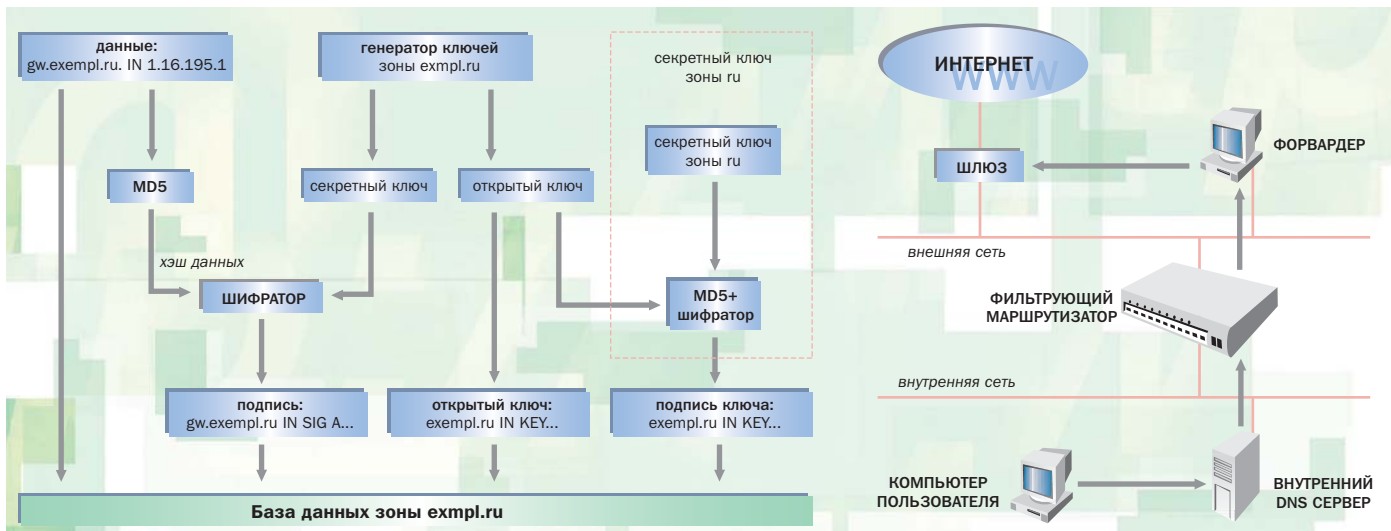 данные:
gw.exempl.ru. IN 1.16.195.1
генератор ключей
зоны exmpl.ru
секретный ключ
зоны ru
секретный ключ
зоны ru
MD5
секретный ключ
открытый ключ
хэш данных
ШИФРАТОР
MD5+
шифратор
подпись:
gw.exempl.ru IN SIG A...
открытый ключ:
exempl.ru IN KEY...
подпись ключа:
exempl.ru IN KEY...
База данных зоны exmpl.ru
ИНТЕРНЕТ
WWW
ФОРВАРДЕР
ШЛЮЗ
внешняя сеть
ФИЛЬТРУЮЩИЙ
МАРШРУТИЗАТОР
внутренняя сеть
КОМПЬЮТЕР
ПОЛЬЗОВАТЕЛЯ
ВНУТРЕННИЙ
DNS СЕРВЕР